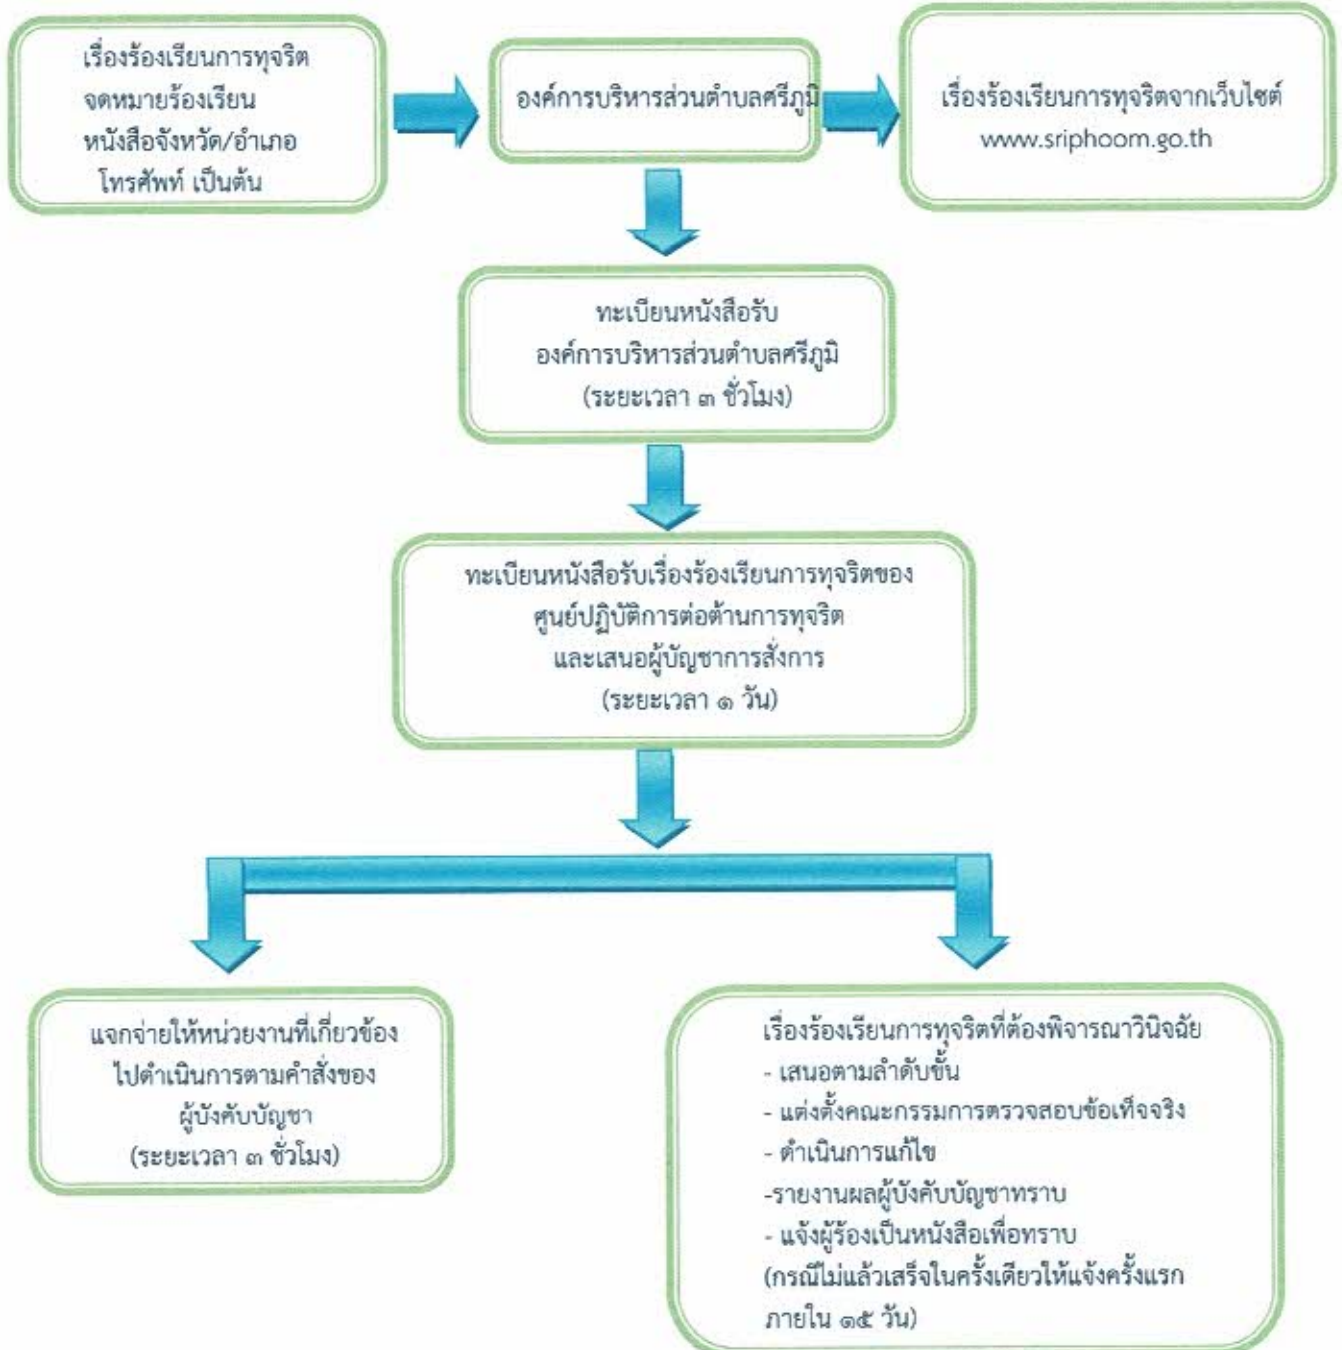 เรื่องร้องเรียนการทุจริต
จดหมายร้องเรียน
หนังสือจังหวัด/อำเภอ
โทรศัพท์ เป็นต้น
องค์การบริหารส่วนตำบลศรีภูมิ
เรื่องร้องเรียนการทุจริตจากเว็บไซต์
www.sriphoom.go.th
ทะเบียนหนังสือรับ
องค์การบริหารส่วนตำบลศรีภูมิ
(ระยะเวลา ๓ ชั่วโมง)
ทะเบียนหนังสือรับเรื่องร้องเรียนการทุจริตของ
ศูนย์ปฏิบัติการต่อต้านการทุจริต
และเสนอผู้บัญชาการสั่งการ
(ระยะเวลา ๑ วัน)
แจกจ่ายให้หน่วยงานที่เกี่ยวข้อง
ไปดำเนินการตามคำสั่งของ
ผู้บังคับบัญชา
(ระยะเวลา ๓ ชั่วโมง)
เรื่องร้องเรียนการทุจริตที่ต้องพิจารณาวินิจฉัย
- เสนอตามลำดับขั้น
- แต่งตั้งคณะกรรมการตรวจสอบข้อเท็จจริง
- ดำเนินการแก้ไข
-รายงานผลผู้บังคับบัญชาทราบ
- แจ้งผู้ร้องเป็นหนังสือเพื่อทราบ
(กรณีไม่แล้วเสร็จในครั้งเดียวให้แจ้งครั้งแรก
ภายใน ๑๕ วัน)